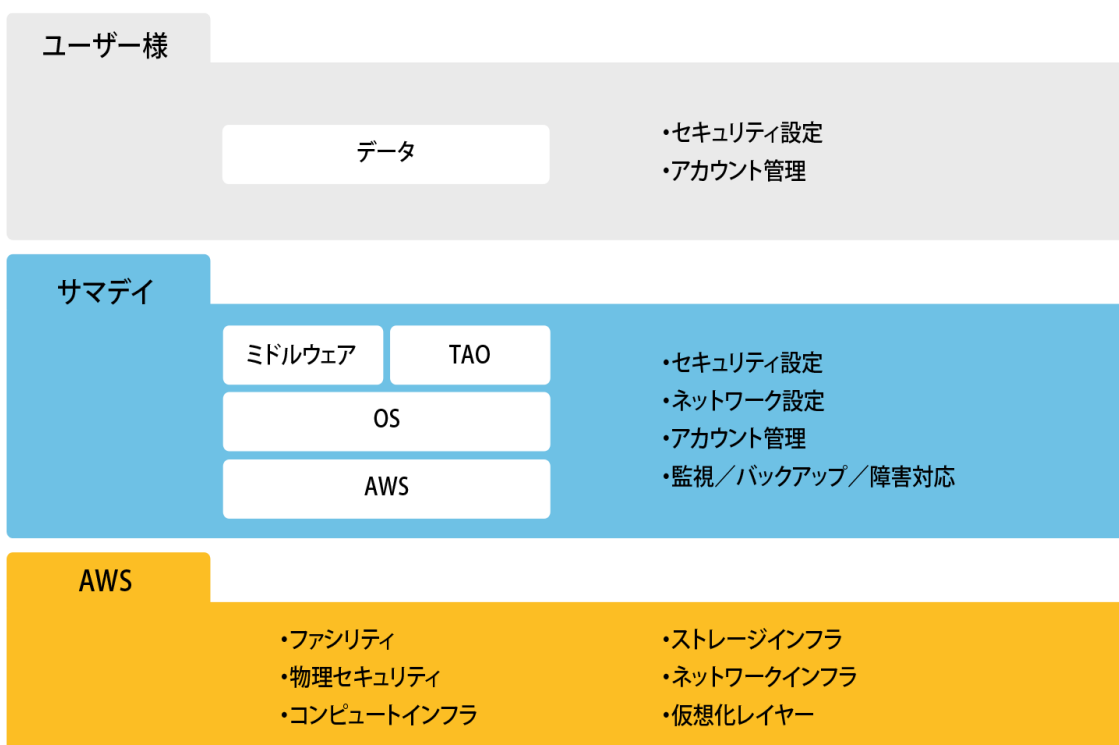 ユーザー様
データ
・セキュリティ設定
・アカウント管理
サマデイ
ミドルウェア
TAO
OS
AWS
・セキュリティ設定
・ネットワーク設定
・アカウント管理
・監視／バックアップ／障害対応
AWS
・ファシリティ
・物理セキュリティ
・コンピュートインフラ
・ストレージインフラ
・ネットワークインフラ
・仮想化レイヤー